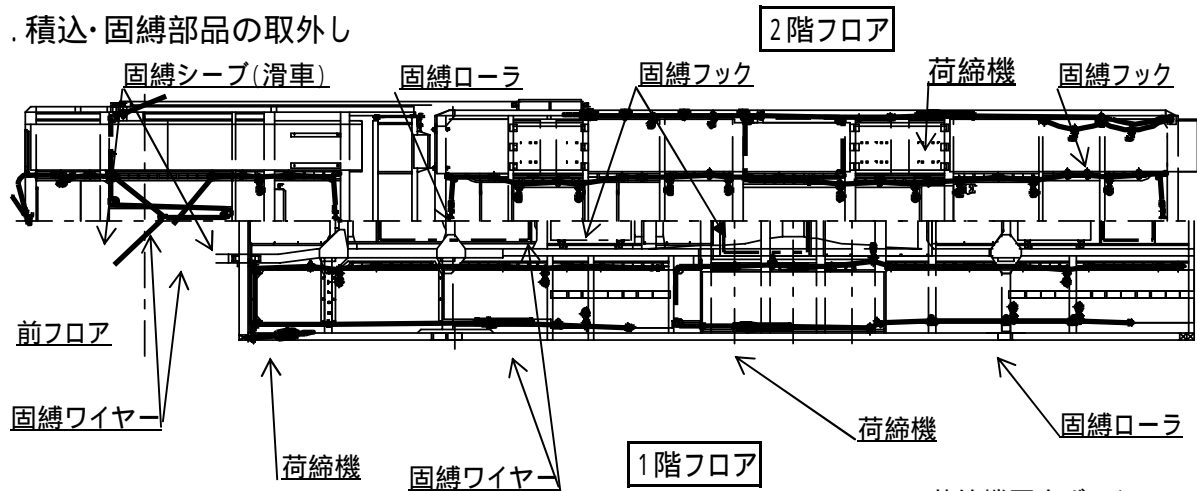 .積込・固縛部品の取外し
2階フロア
固縛シーブ(滑車)
固縛ローラ
固縛フック
荷締機
固縛フック
前フロア
固縛ワイヤー
荷締機
固縛ワイヤー
1階フロア
荷締機
固縛ローラ